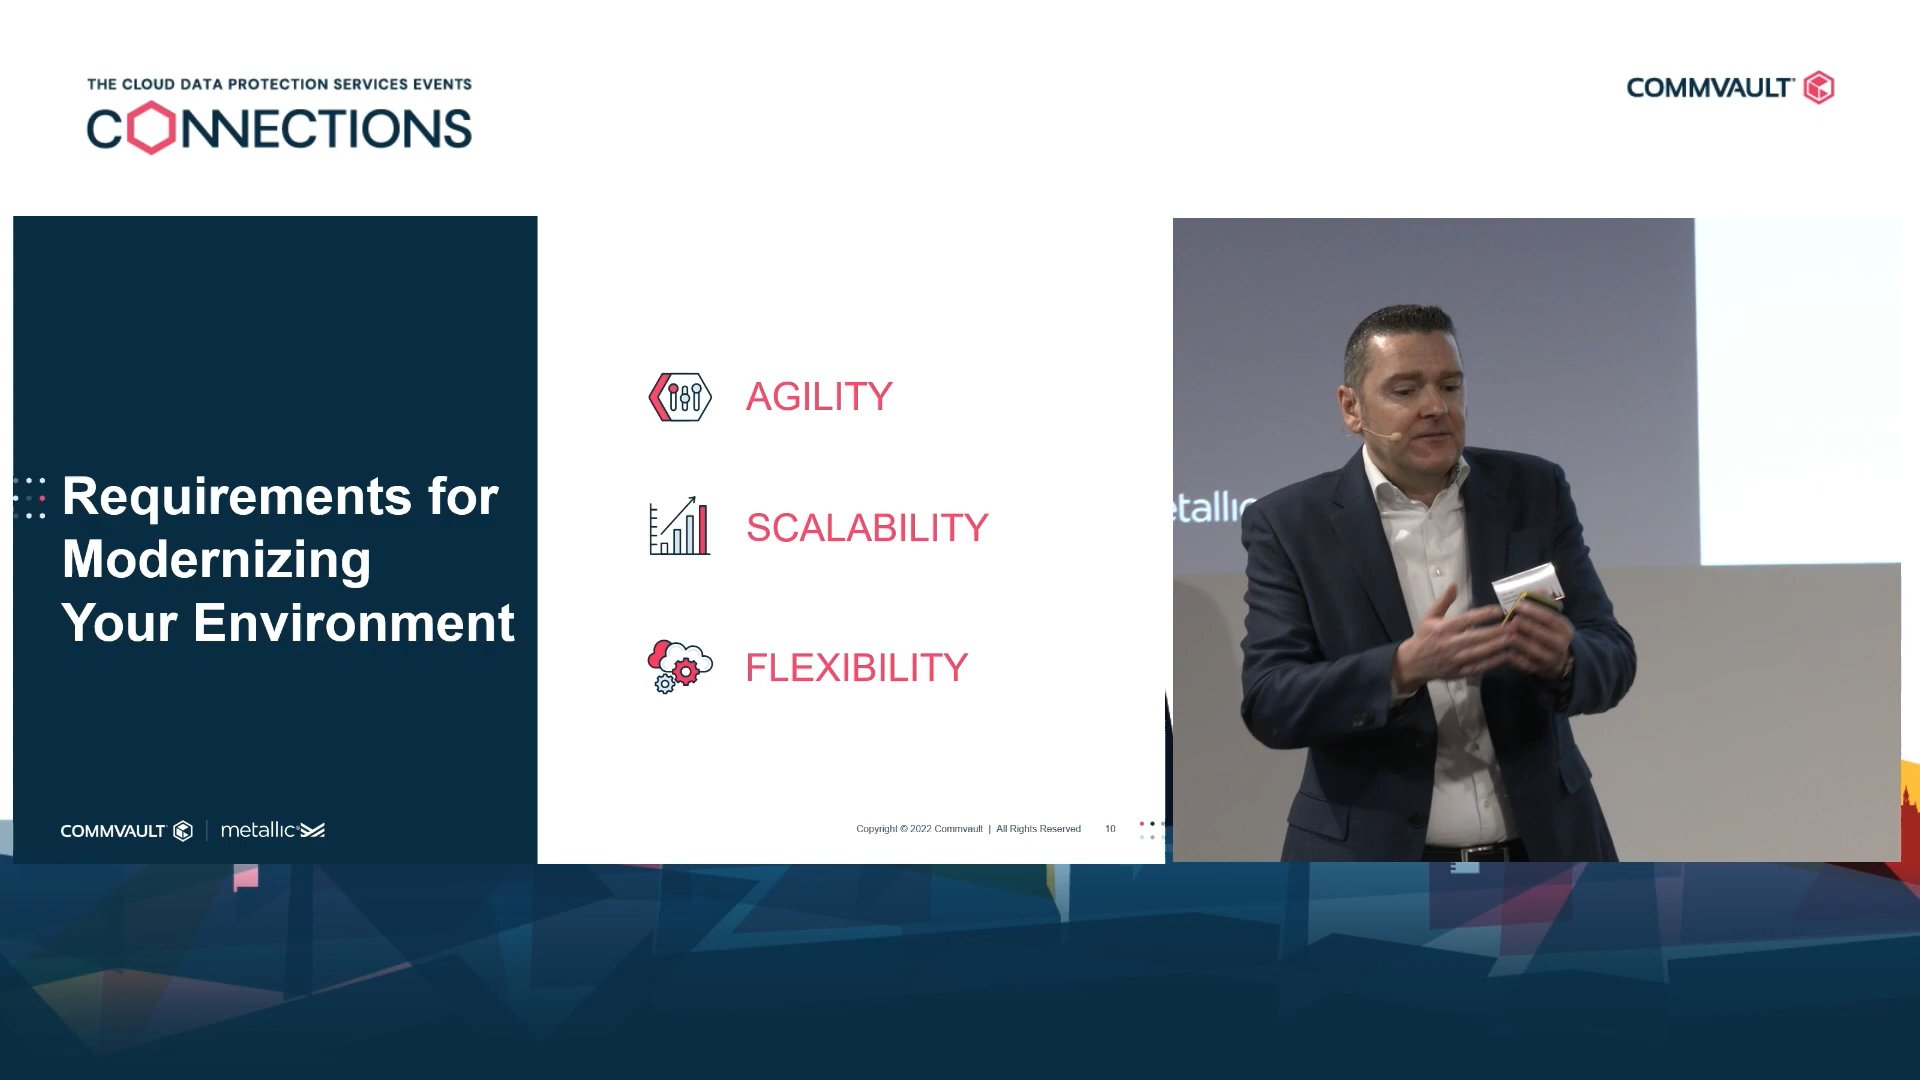 THE CLOUD DATA PROTECTION SERVICES EVENTS
CONNECTIONS
COMMVAULT
Requirements for
Modernizing
Your Environment
AGILITY
SCALABILITY
FLEXIBILITY
etallic
COMMVAULT | metallic
Copyright © 2022 Commvault | All Rights Reserved 10